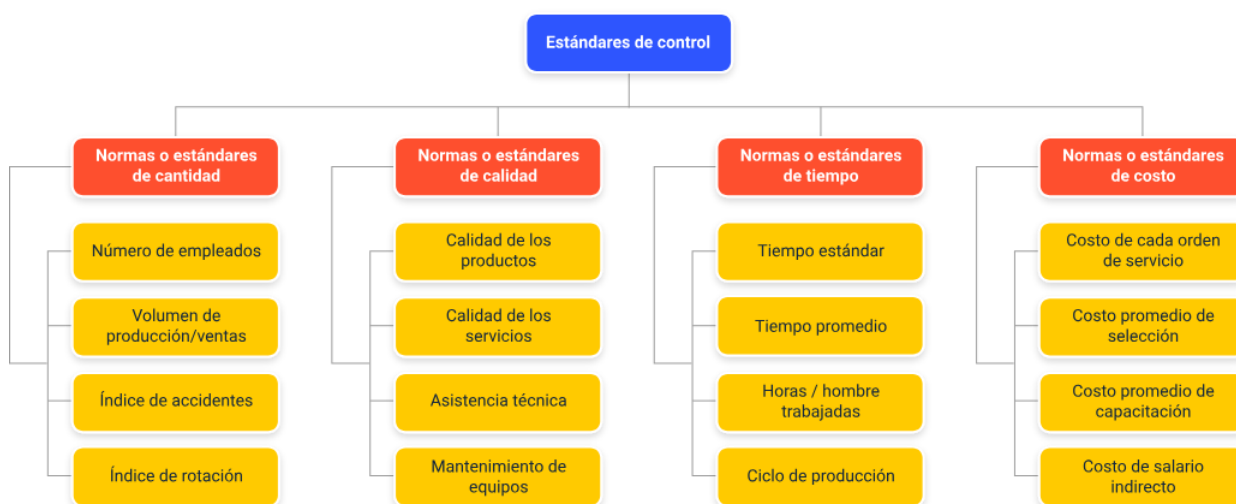 Estándares de control
Normas o estándares
de cantidad
Número de empleados
Volumen de
producción/ventas
Índice de accidentes
Índice de rotación
Normas o estándares
de calidad
Calidad de los
productos
Calidad de los
servicios
Asistencia técnica
Mantenimiento de
equipos
Normas o estándares
de tiempo
Tiempo estándar
Tiempo promedio
Horas / hombre
trabajadas
Ciclo de producción
Normas o estándares
de costo
Costo de cada orden
de servicio
Costo promedio de
selección
Costo promedio de
capacitación
Costo de salario
indirecto